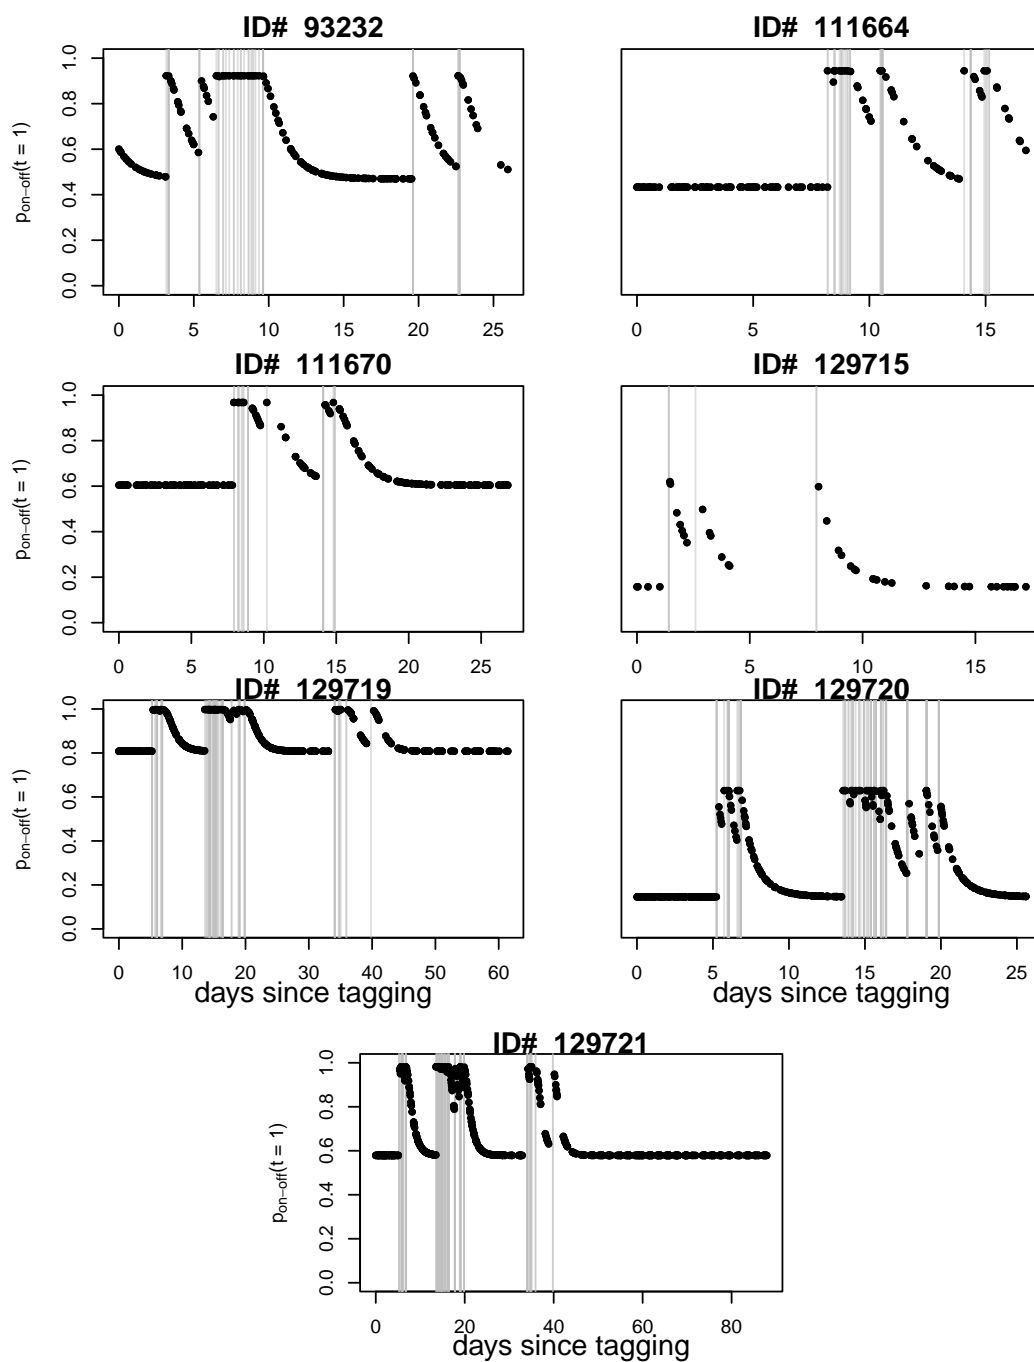 ID# 93232
ID# 111664
p on−off(t = 1)
0.0 0.2 0.4 0.6 0.8 1.0
0 5 10 15 20 25
0 5 10 15
ID# 111670
ID# 129715
p on−off(t = 1)
0.0 0.2 0.4 0.6 0.8 1.0
0 5 10 15 20 25
0 5 10 15
ID# 129719
ID# 129720
p on−off(t = 1)
0.0 0.2 0.4 0.6 0.8 1.0
0 10 20 30 40 50 60
0 5 10 15 20 25
days since tagging
days since tagging
ID# 129721
p on−off(t = 1)
0.0 0.2 0.4 0.6 0.8 1.0
0 20 40 60 80
days since tagging